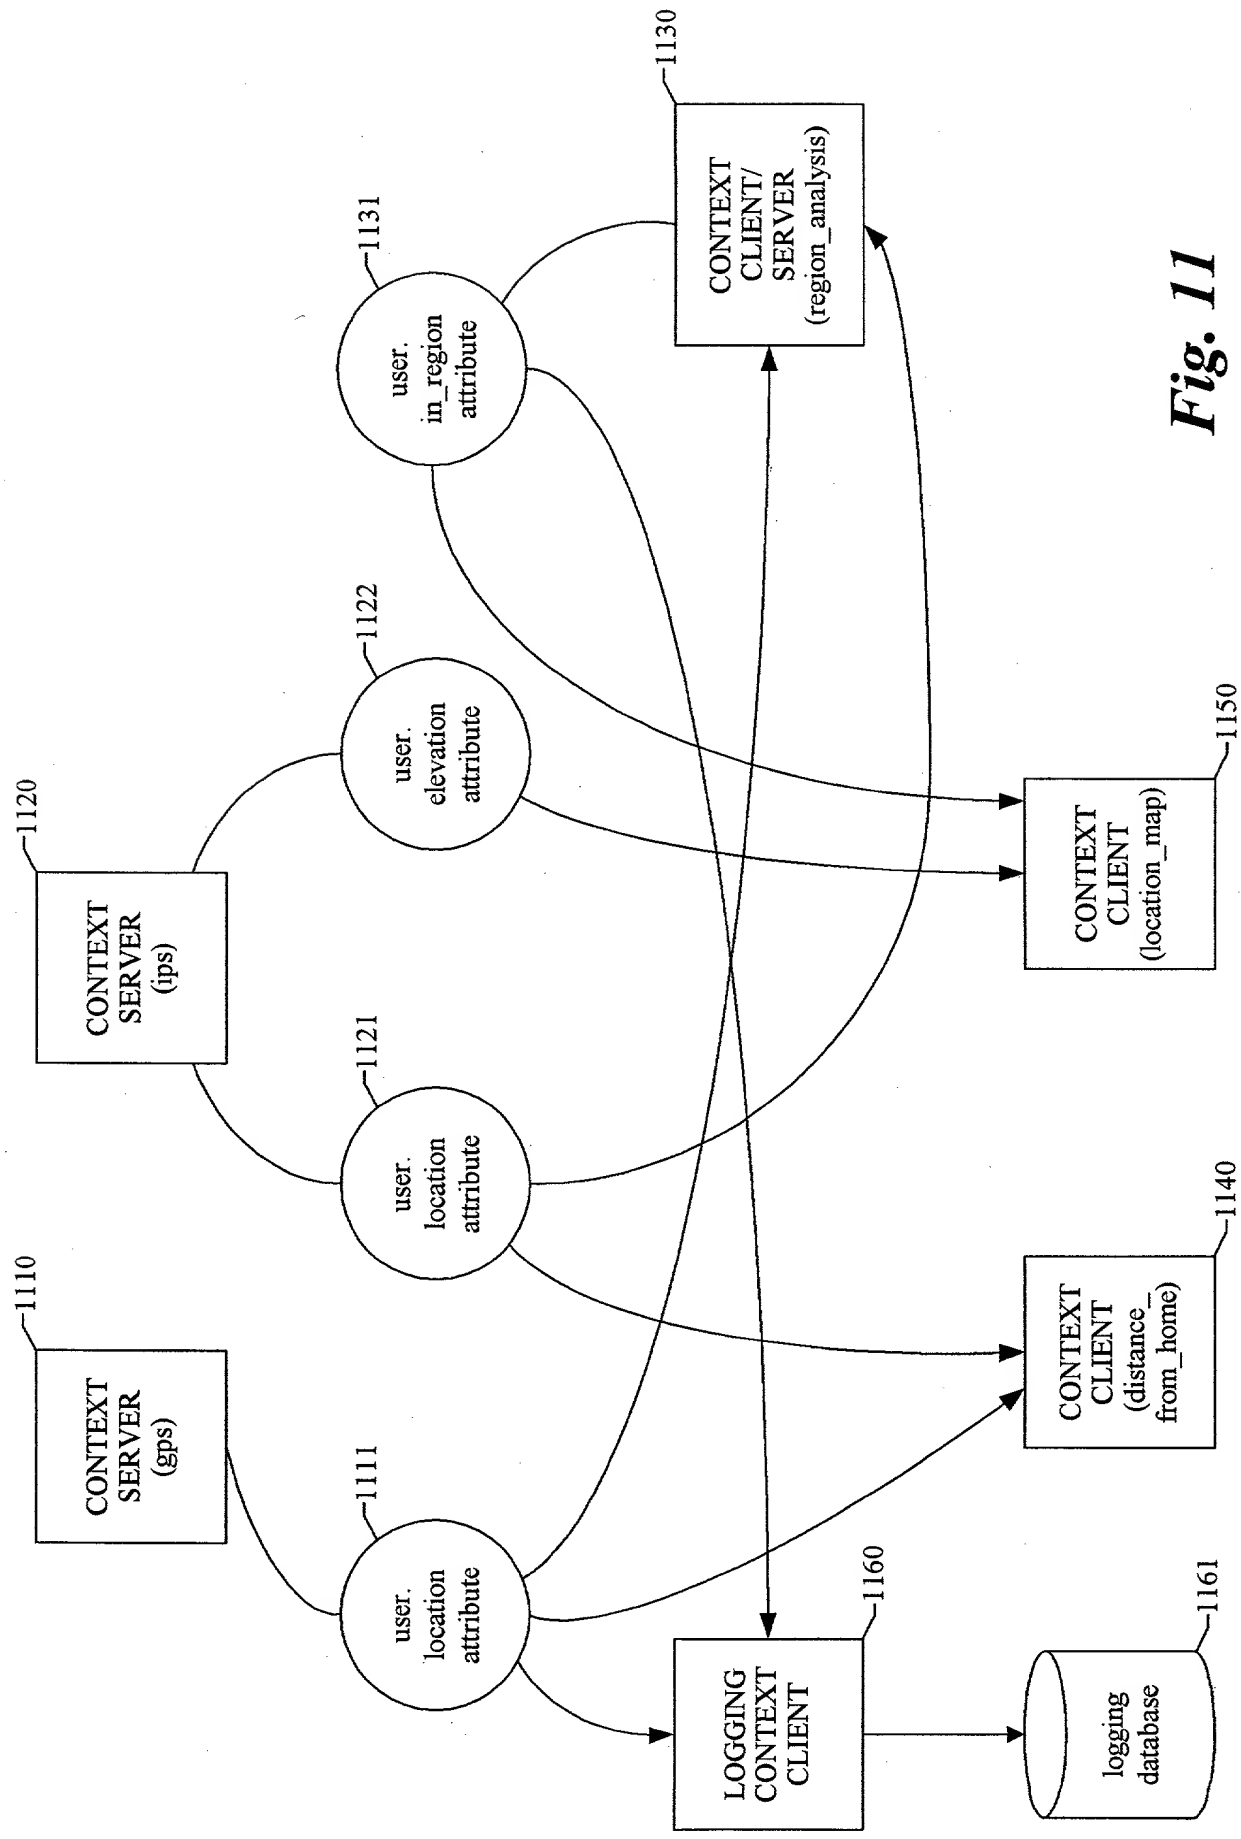 1110
CONTEXT
SERVER
(gps)
1120
CONTEXT
SERVER
(ips)
1111
user.
location
attribute
1121
user.
location
attribute
1122
user.
elevation
attribute
1131
user.
in_region
attribute
1160
LOGGING
CONTEXT
CLIENT
1130
CONTEXT
CLIENT/
SERVER
(region_analysis)
1161
logging
database
1140
CONTEXT
CLIENT
(distance_
from_home)
1150
CONTEXT
CLIENT
(location_map)
Fig. 11